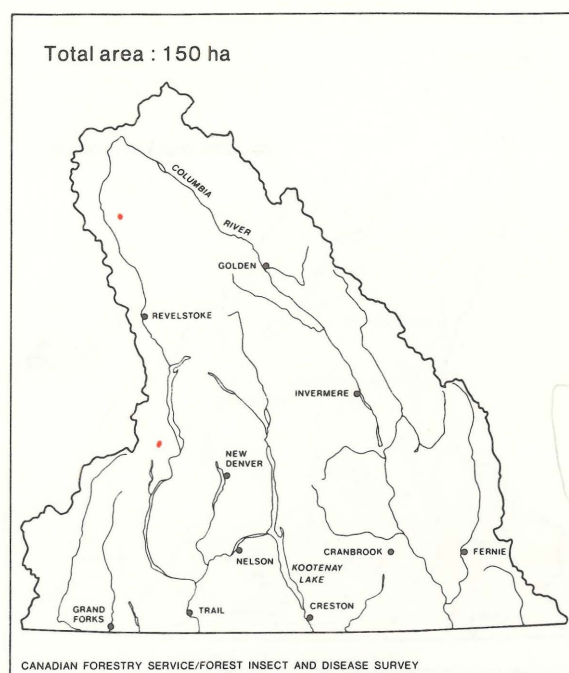 Total area : 150 ha
COLUMBIA
RIVER
GOLDEN
REVELSTOKE
INVERMERE
NEW
DENVER
NELSON
KOOTENAY
LAKE
CRANBROOK
FERNIE
GRAND
FORKS
TRAIL
CRESTON
CANADIAN FORESTRY SERVICE/FOREST INSECT AND DISEASE SURVEY